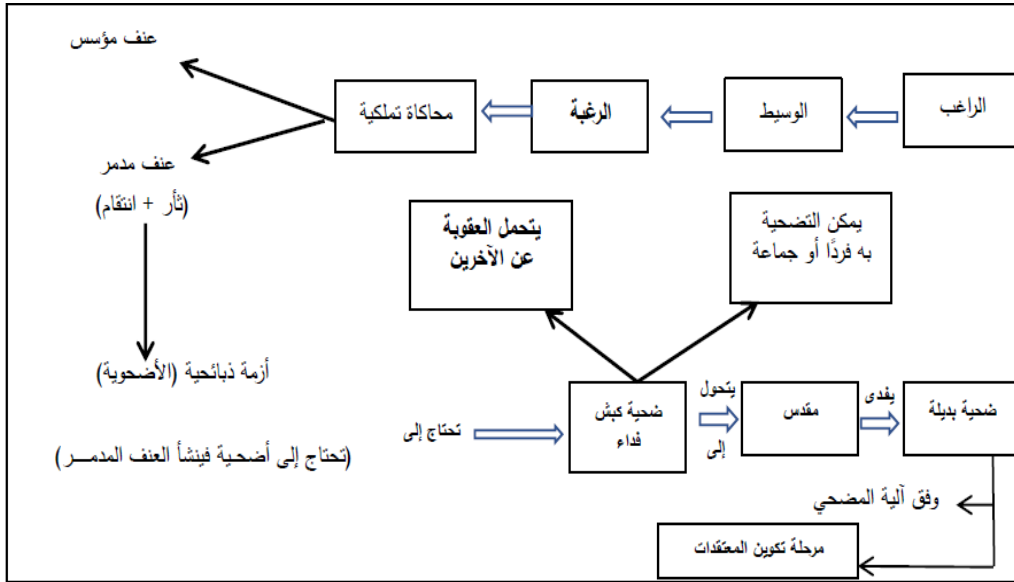 عنف مؤسس
الراغب
الوسيط
الرغبة
محاكاة تملكية
عنف مدمر
(ثأر + انتقام)
يمكن التضحية
به فردًا أو جماعة
يتحمل العقوبة
عن الآخرين
أزمة ذبائحية (الأضحوية)
(تحتاج إلى أضحية فينشأ العنف المدمـــر)
تحتاج إلى
ضحية كبش
فداء
يتحول
إلى
مقدس
يفدى
ضحية بديلة
وفق آلية المضحي
مرحلة تكوين المعتقدات